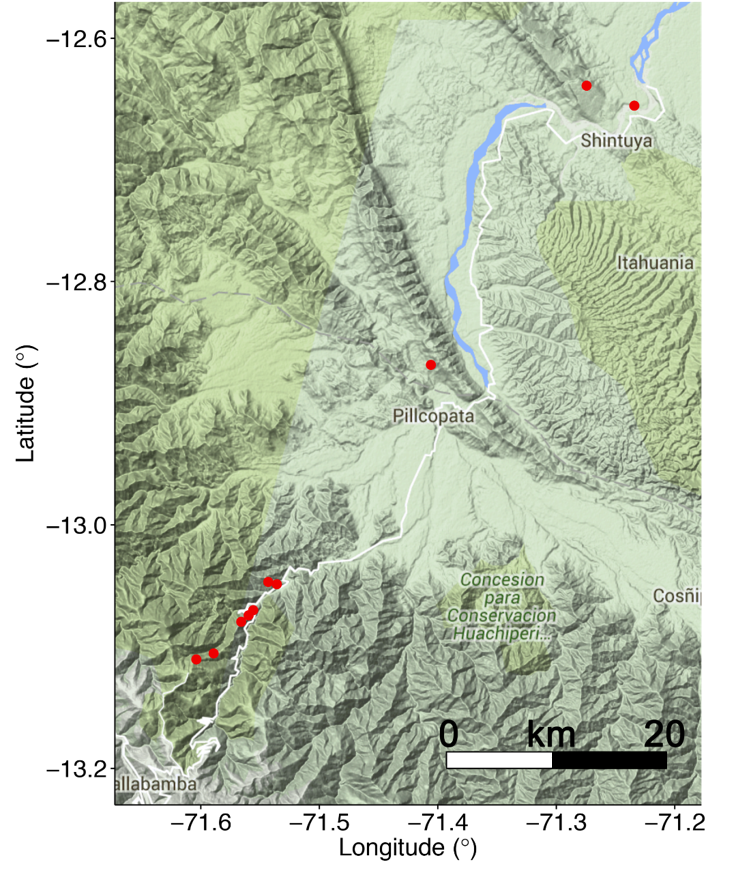 −12.6
Shintuya
Itahuania
−12.8
Latitude (°)
Pillcopata
−13.0
Concesion
para
Conservacion
Huachiperi...
Cosñip
0 km 20
−13.2
allabamba
−71.6 −71.5 −71.4 −71.3 −71.2
Longitude (°)